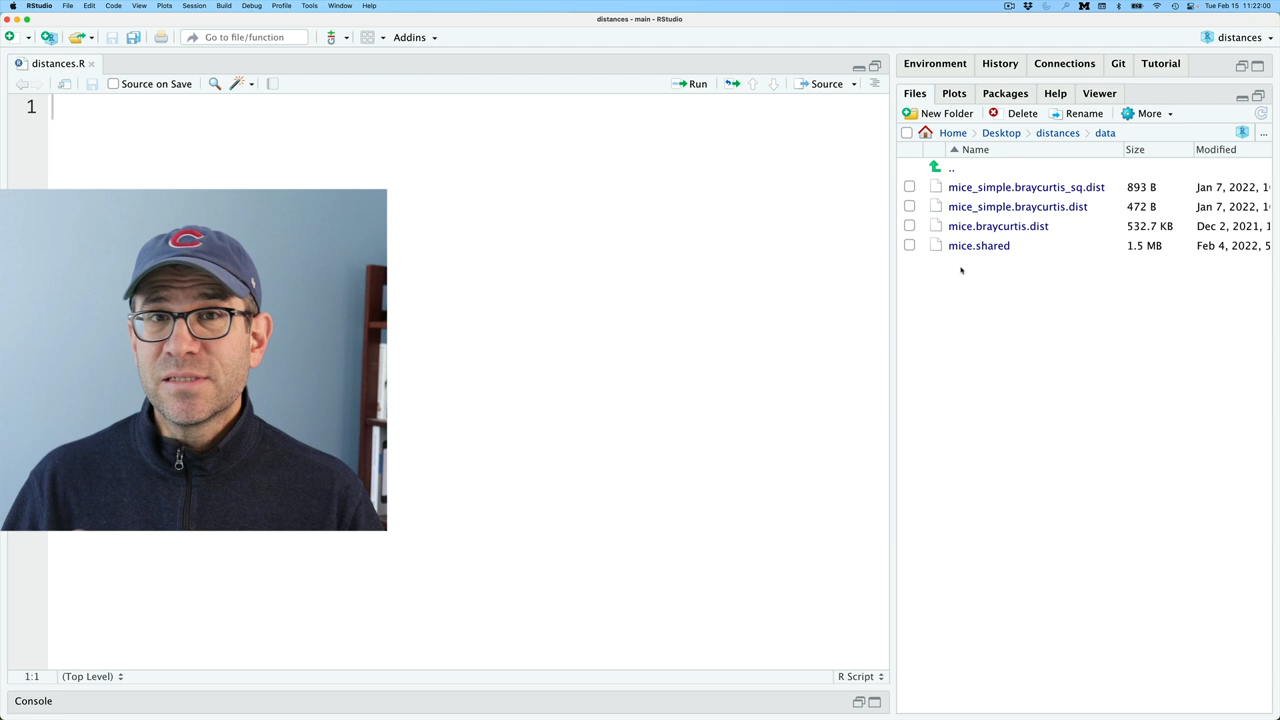 RStudio File Edit Code View Plots Session Build Debug Profile Tools Window Help Tue Feb 15 11:22:00
distances - main - RStudio
Go to file/function Addins distances
distances.R
Environment History Connections Git Tutorial
Source on Save Run Source
Files Plots Packages Help Viewer
1
New Folder Delete Rename More
Home Desktop distances data ...
Name Size Modified
..
mice_simple.braycurtis_sq.dist 893 B Jan 7, 2022, 1
mice_simple.braycurtis.dist 472 B Jan 7, 2022, 1
mice.braycurtis.dist 532.7 KB Dec 2, 2021, 1
mice.shared 1.5 MB Feb 4, 2022, 5
C
1:1 (Top Level) R Script
Console